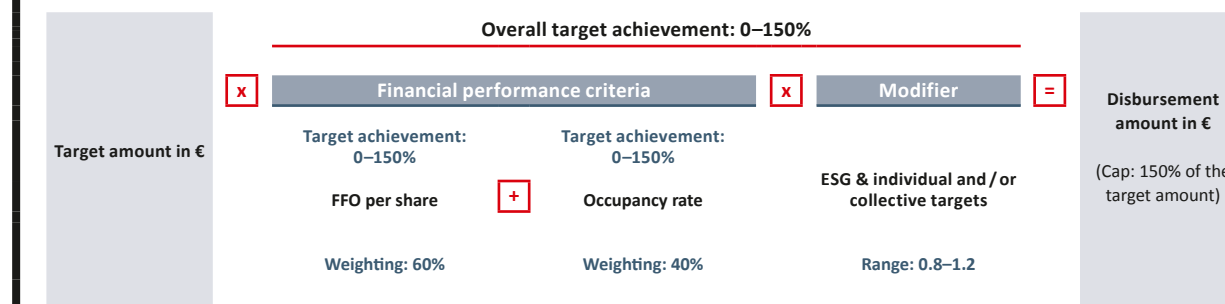 Overall target achievement: 0–150%
Target amount in €
x
Financial performance criteria
x
Modifier
=
Target achievement:
0–150%
FFO per share
Weighting: 60%
+
Target achievement:
0–150%
Occupancy rate
Weighting: 40%
ESG & individual and / or
collective targets
Range: 0.8–1.2
Disbursement
amount in €
(Cap: 150% of the
target amount)